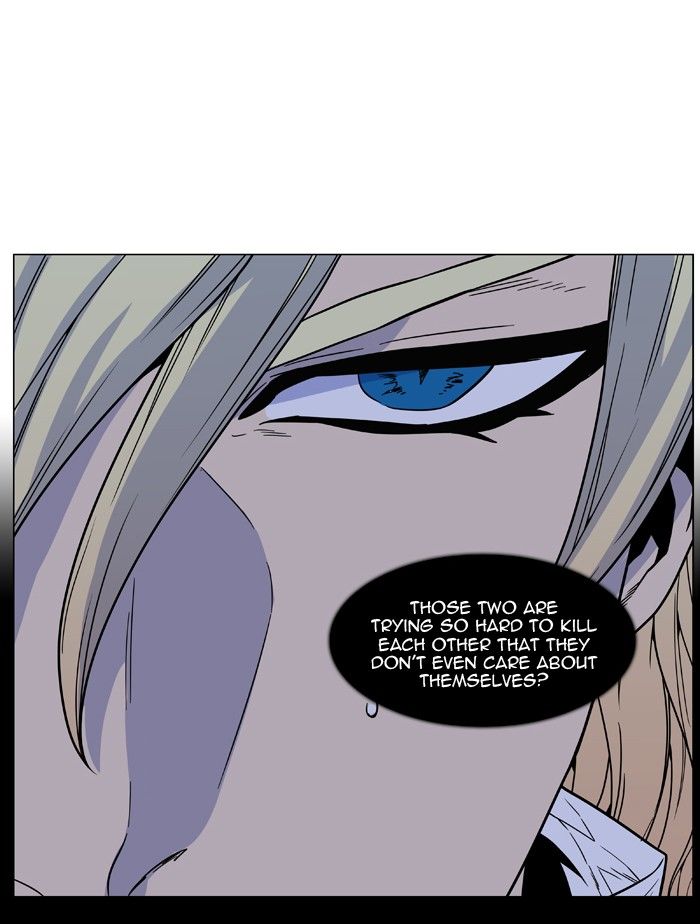 THOSE TWO ARE
TRYING SO HARD TO KILL
EACH OTHER THAT THEY
DON'T EVEN CARE ABOUT
THEMSELVES?